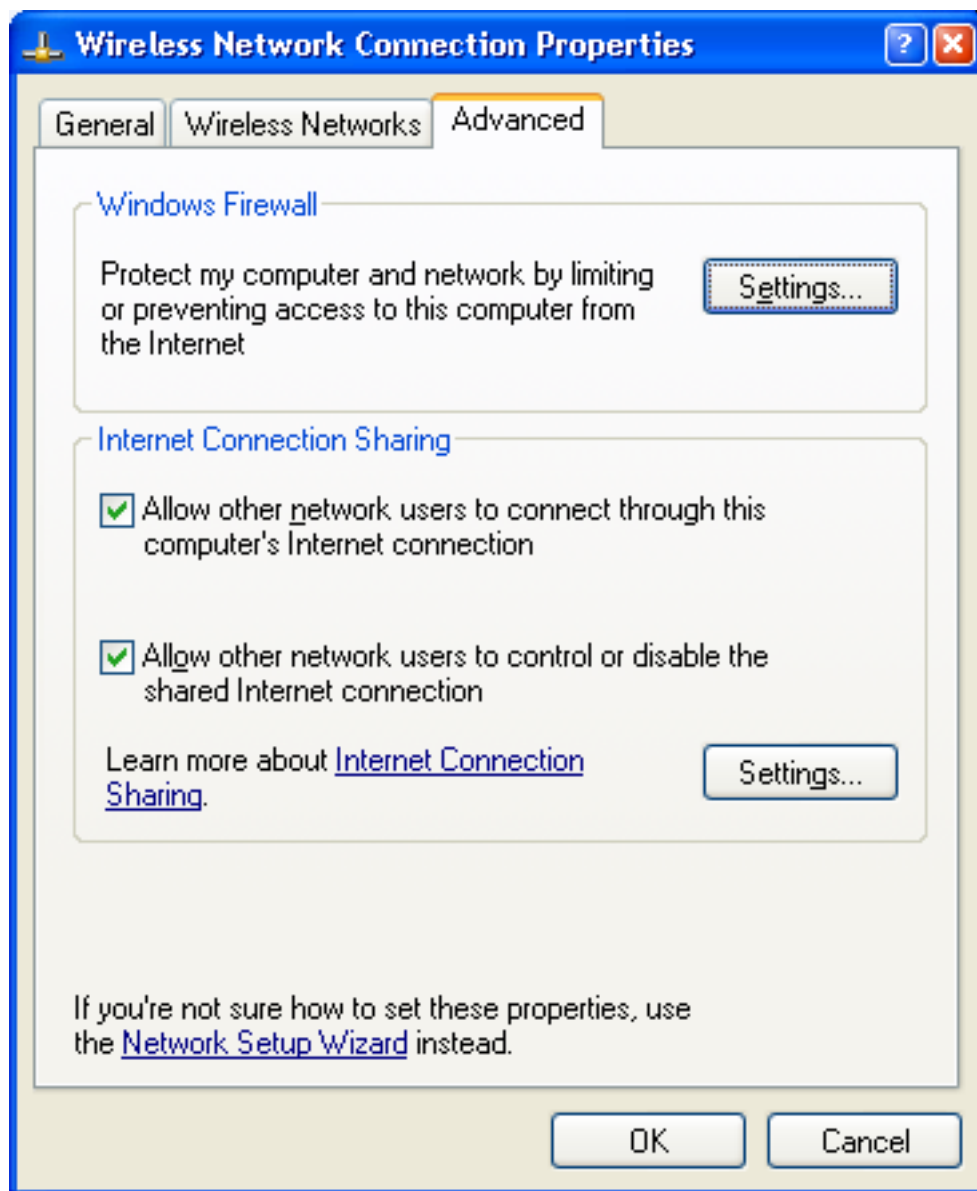 Wireless Network Connection Properties
General
Wireless Networks
Advanced
Windows Firewall
Protect my computer and network by limiting
or preventing access to this computer from
the Internet
Settings...
Internet Connection Sharing
Allow other network users to connect through this
computer's Internet connection
Allow other network users to control or disable the
shared Internet connection
Learn more about Internet Connection
Sharing.
Settings...
If you're not sure how to set these properties, use
the Network Setup Wizard instead.
OK
Cancel